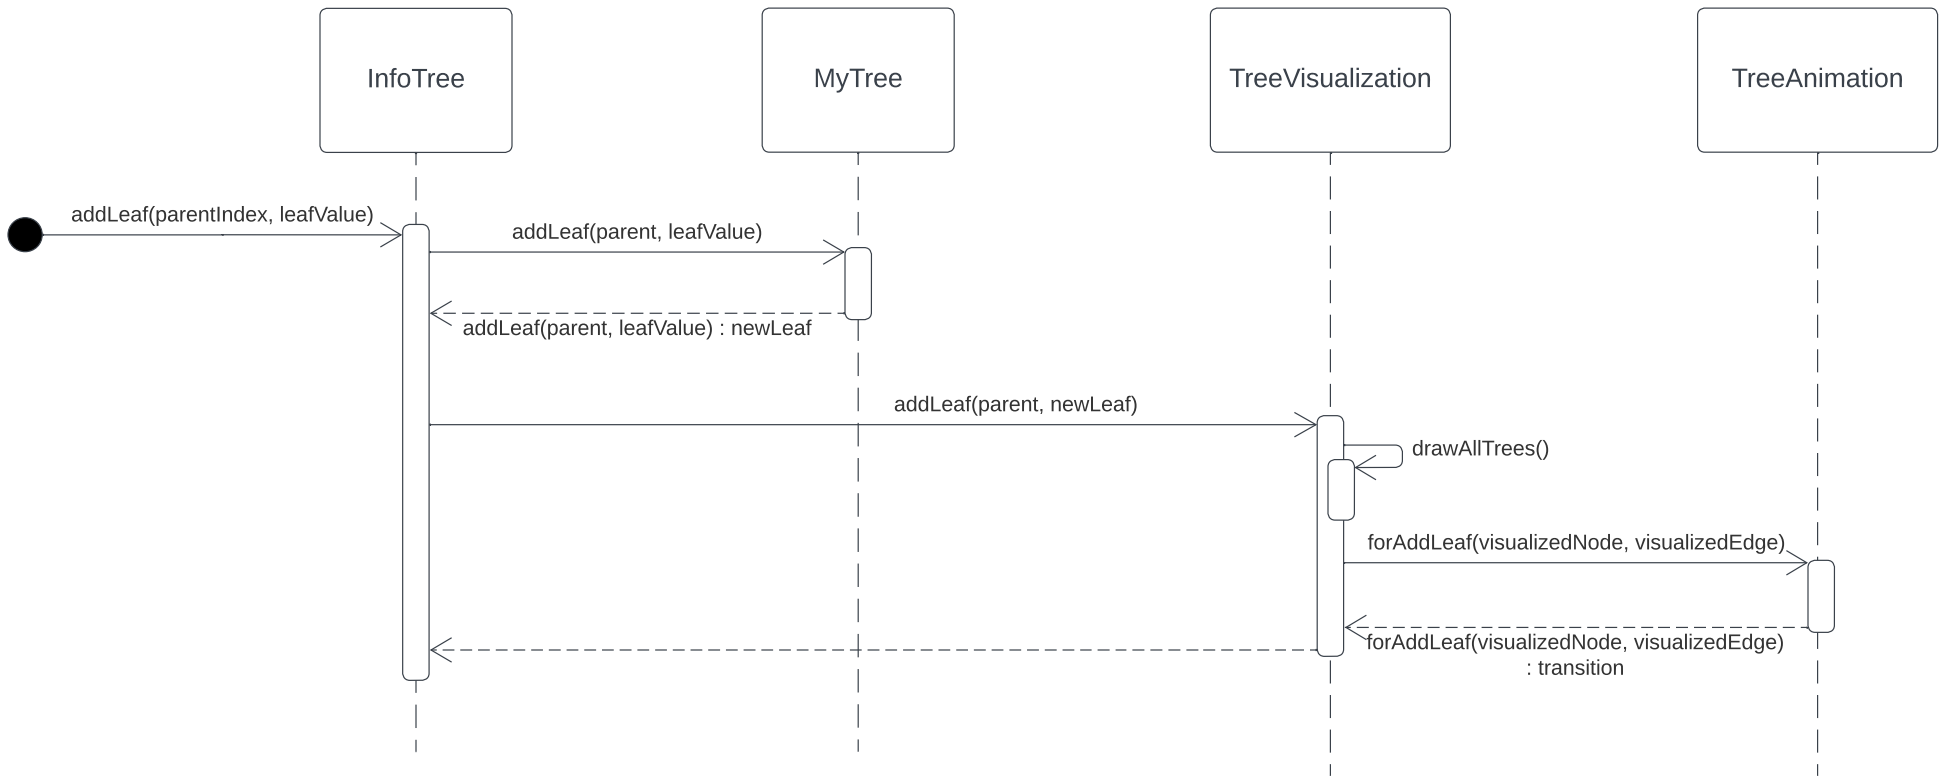 InfoTree
MyTree
TreeVisualization
TreeAnimation
addLeaf(parentIndex, leafValue)
addLeaf(parent, leafValue)
addLeaf(parent, leafValue) : newLeaf
addLeaf(parent, newLeaf)
drawAllTrees()
forAddLeaf(visualizedNode, visualizedEdge)
forAddLeaf(visualizedNode, visualizedEdge)
: transition